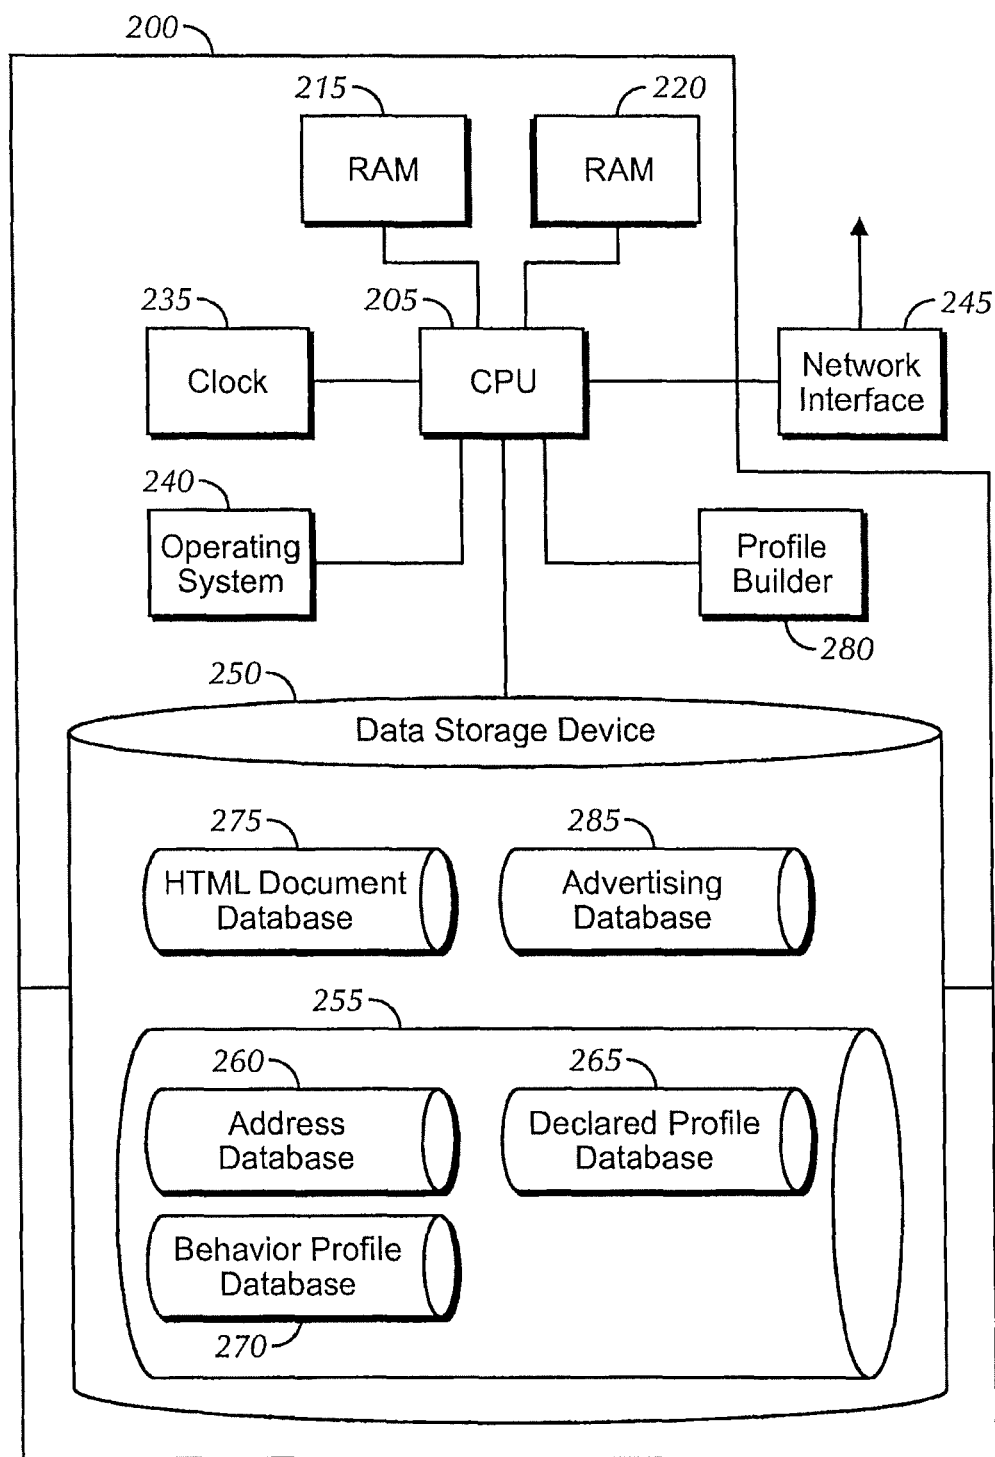 200
215
220
RAM
RAM
235
205
245
Clock
CPU
Network
Interface
240
Operating
System
Profile
Builder
280
250
Data Storage Device
275
285
HTML Document
Database
Advertising
Database
255
260
265
Address
Database
Declared Profile
Database
Behavior Profile
Database
270